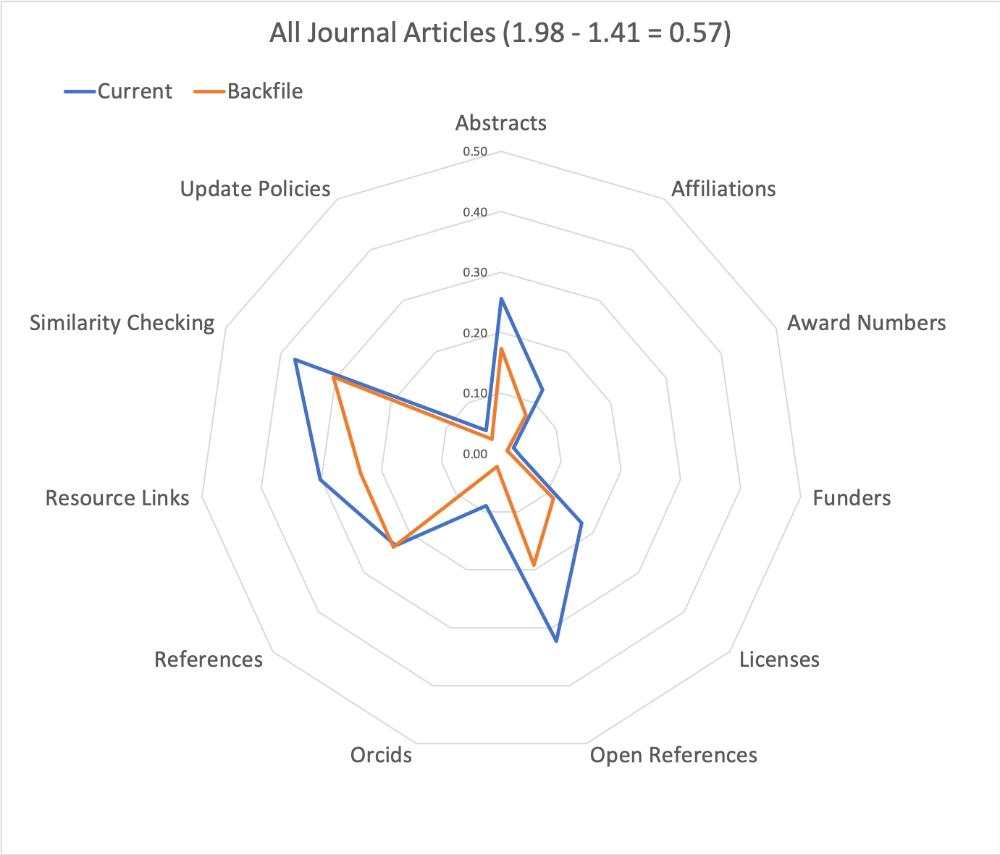 All Journal Articles (1.98 - 1.41 = 0.57)
Current Backfile
Abstracts
0.50
Update Policies
Affiliations
0.40
0.30
Similarity Checking
Award Numbers
0.20
0.10
0.00
Resource Links
Funders
References
Licenses
Orcids
Open References